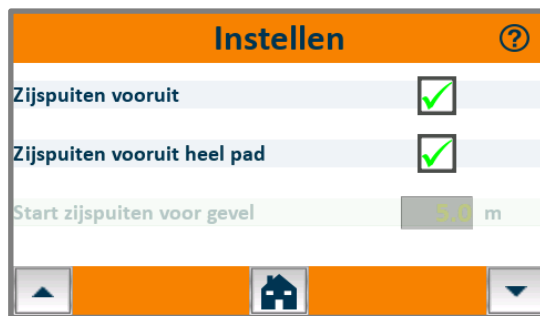 Instellen
Zijspuiten vooruit
Zijspuiten vooruit heel pad
Start zijspuiten voor gevel 5.0 m